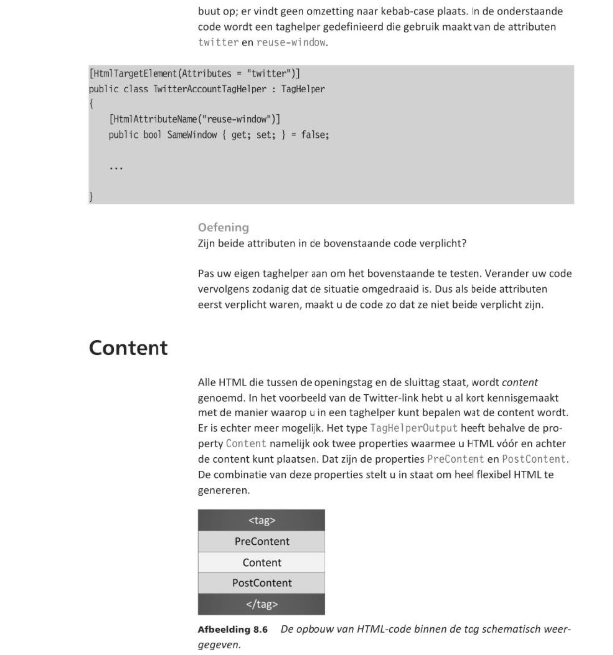 buut op; er vindt geen omzetting naar kebab-case plaats. In de onderstaande
code wordt een taghelper gedefinieerd die gebruik maakt van de attributen
twitter en reuse-window.
[HtmlTargetElement(Attributes = "twitter")]
public class TwitterAccountTagHelper : TagHelper
{
[HtmlAttributeName("reuse-window")]
public bool SameWindow { get; set; } = false;
...
}
Oefening
Zijn beide attributen in de bovenstaande code verplicht?
Pas uw eigen taghelper aan om het bovenstaande te testen. Verander uw code
vervolgens zodanig dat de situatie omgedraaid is. Dus als beide attributen
eerst verplicht waren, maakt u de code zo dat ze niet beide verplicht zijn.
Content
Alle HTML die tussen de openingstag en de sluittag staat, wordt content
genoemd. In het voorbeeld van de Twitter-link hebt u al kort kennisgemaakt
met de manier waarop u in een taghelper kunt bepalen wat de content wordt.
Er is echter meer mogelijk. Het type TagHelperOutput heeft behalve de pro-
perty Content namelijk ook twee properties waarmee u HTML vóór en achter
de content kunt plaatsen. Dat zijn de properties PreContent en PostContent.
De combinatie van deze properties stelt u in staat om heel flexibel HTML te
genereren.
<tag>
PreContent
Content
PostContent
</tag>
Afbeelding 8.6 De opbouw van HTML-code binnen de tag schematisch weer-
gegeven.